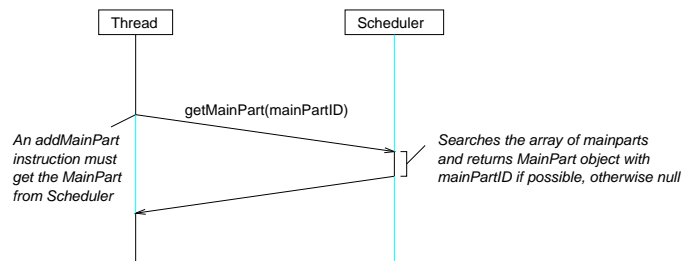 Thread
Scheduler
getMainPart(mainPartID)
An addMainPart
instruction must
get the MainPart
from Scheduler
Searches the array of mainparts
and returns MainPart object with
mainPartID if possible, otherwise null